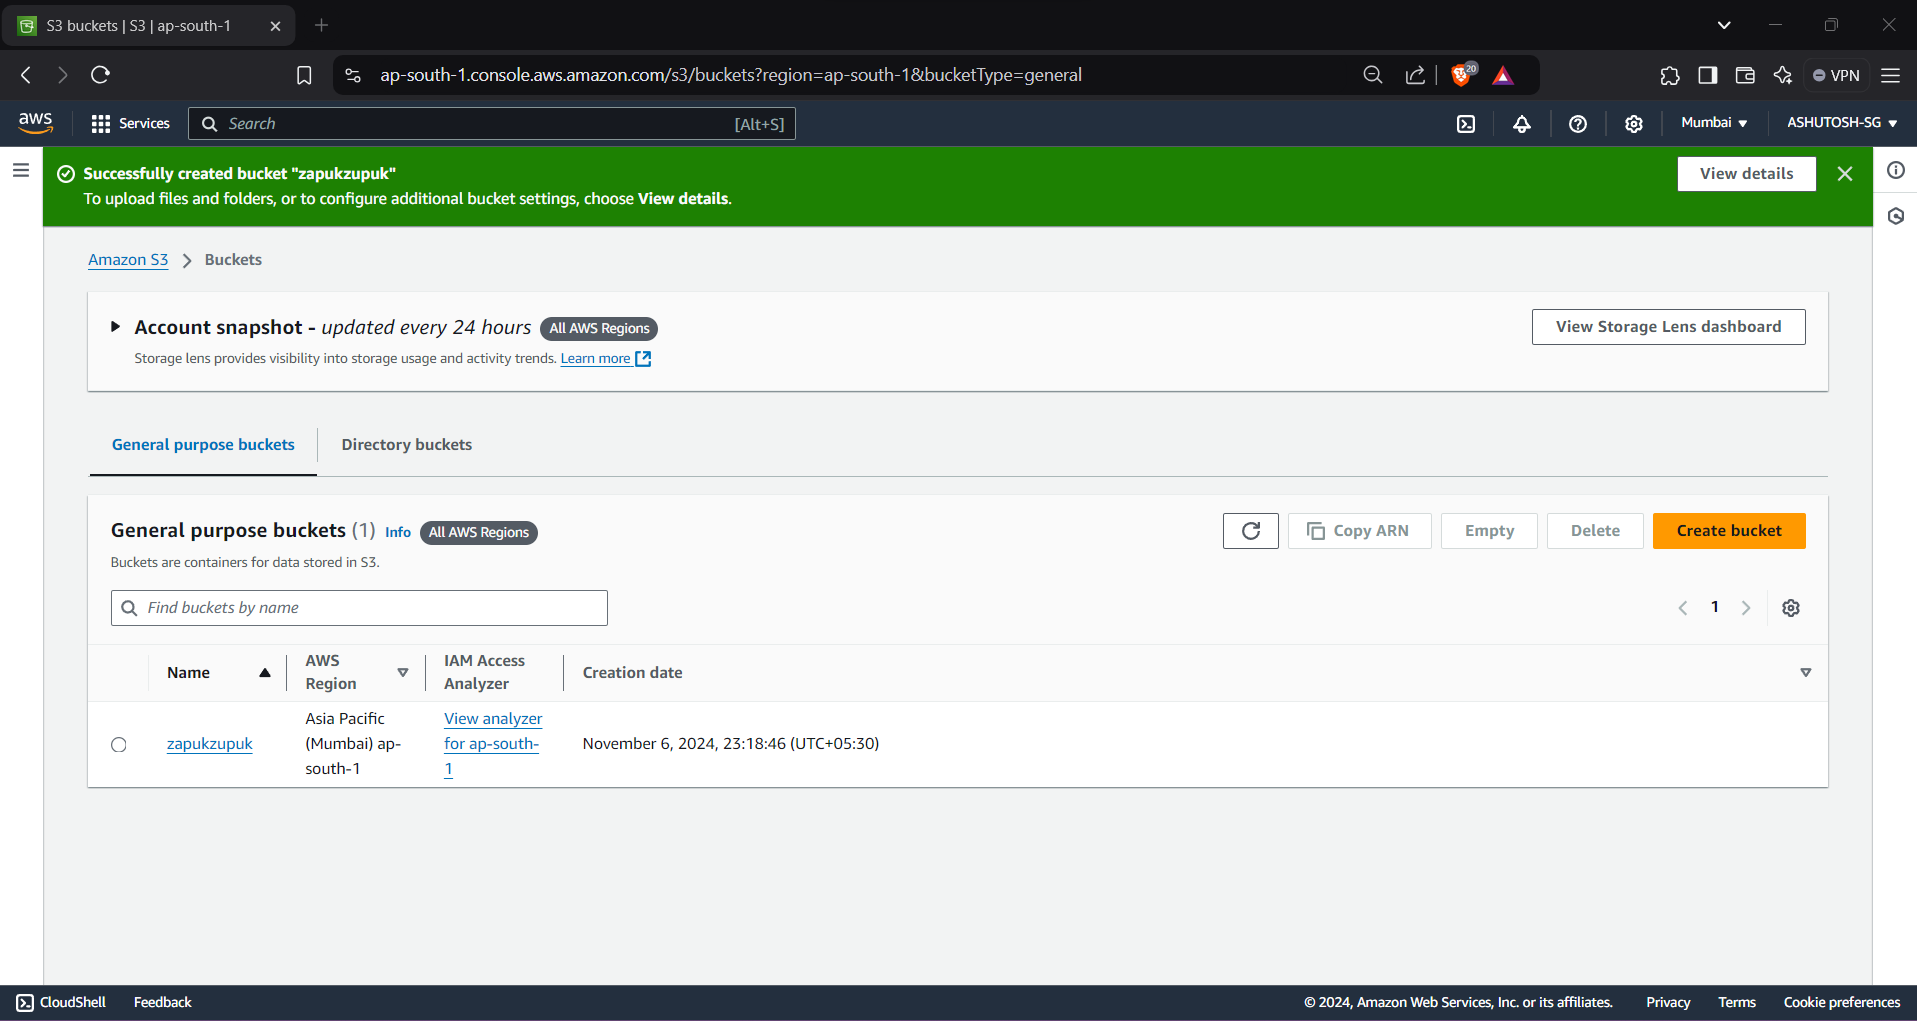 S3 buckets | S3 | ap-south-1
ap-south-1.console.aws.amazon.com/s3/buckets?region=ap-south-1&bucketType=general
20
VPN
aws
Services
Search
[Alt+S]
Mumbai
ASHUTOSH-SG
Successfully created bucket "zapukzupuk"
To upload files and folders, or to configure additional bucket settings, choose View details.
View details
Amazon S3
Buckets
Account snapshot - updated every 24 hours
All AWS Regions
Storage lens provides visibility into storage usage and activity trends. Learn more
View Storage Lens dashboard
General purpose buckets
Directory buckets
General purpose buckets (1)
Info
All AWS Regions
Buckets are containers for data stored in S3.
Copy ARN
Empty
Delete
Create bucket
Find buckets by name
1
Name
AWS
Region
IAM Access
Analyzer
Creation date
zapukzupuk
Asia Pacific
(Mumbai) ap-
south-1
View analyzer
for ap-south-
1
November 6, 2024, 23:18:46 (UTC+05:30)
CloudShell
Feedback
© 2024, Amazon Web Services, Inc. or its affiliates.
Privacy
Terms
Cookie preferences